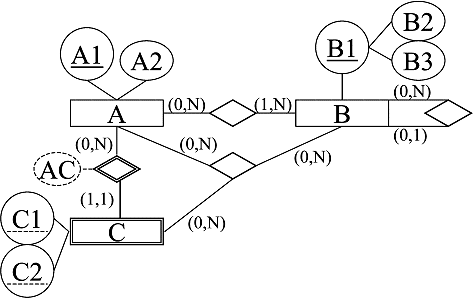 A1
A2
B1
B2
B3
A
(0,N)
(1,N)
B
(0,N)
(0,1)
(0,N)
(0,N)
(0,N)
AC
(1,1)
C1
C
(0,N)
C2